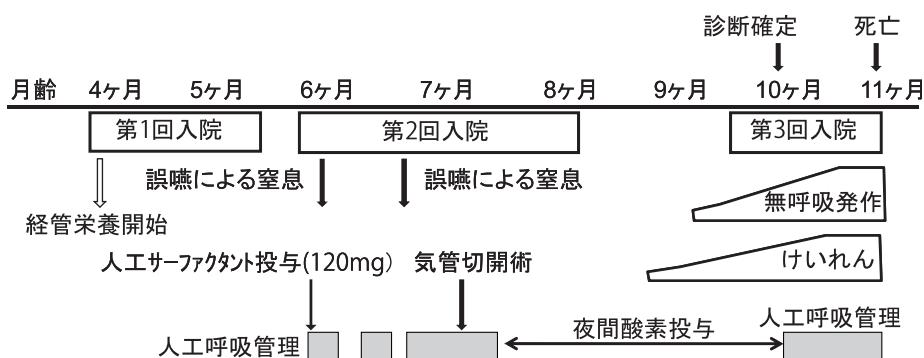 診断確定 死亡
月齢 4ヶ月 5ヶ月 6ヶ月 7ヶ月 8ヶ月 9ヶ月 10ヶ月 11ヶ月
第1回入院 第2回入院 第3回入院
誤嚥による窒息 誤嚥による窒息
無呼吸発作
経管栄養開始
人工サーファクタント投与(120mg) 気管切開術 けいれん
人工呼吸管理 夜間酸素投与 人工呼吸管理